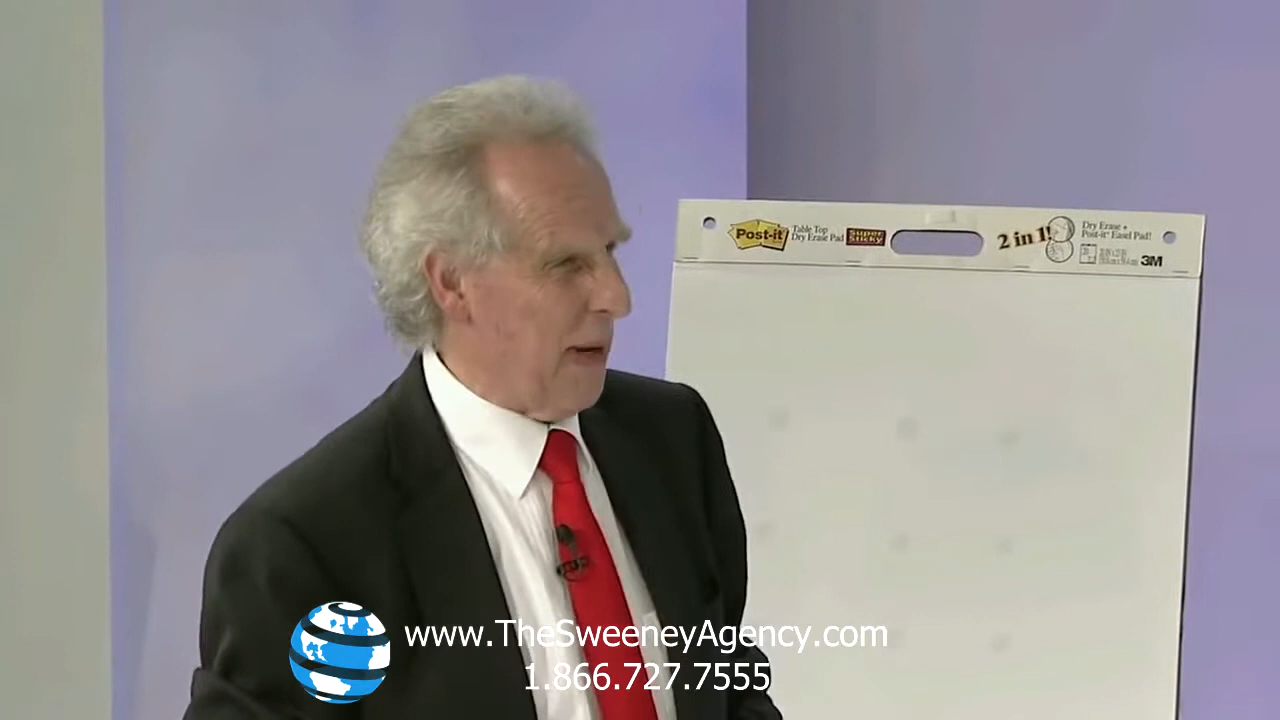 Post-it
Table Top
Dry Erase Pad
Super
Sticky
2 in 1!
Dry Erase +
Post-it Easel Pad!
3M
www.TheSweeneyAgency.com
1.866.727.7555